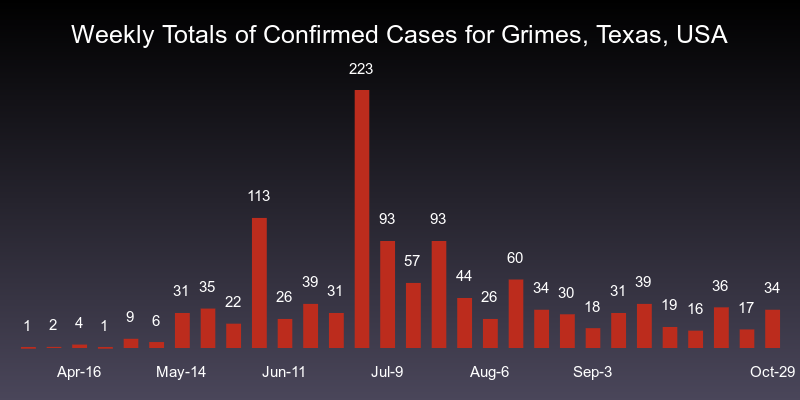 Weekly Totals of Confirmed Cases for Grimes, Texas, USA
1 2 4 1 9 6 31 35 22 113 26 39 31 223 93 57 93 44 26 60 34 30 18 31 39 19 16 36 17 34
Apr-16 May-14 Jun-11 Jul-9 Aug-6 Sep-3 Oct-29